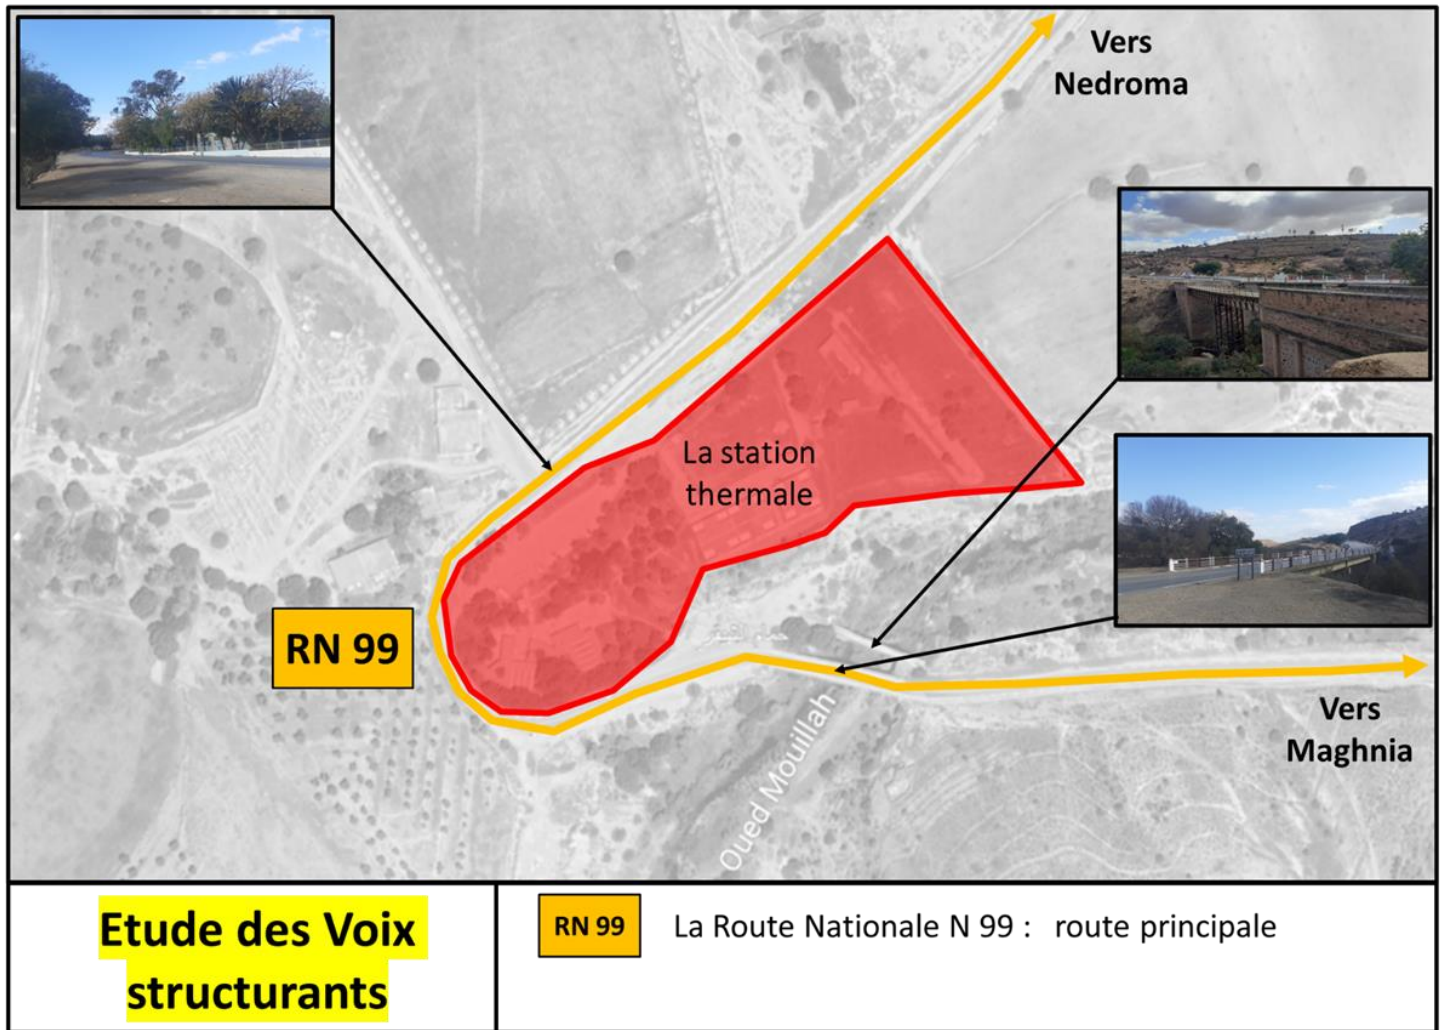 Vers
Nedroma
La station
thermale
RN 99
Oued Mouillah
Vers
Maghnia
Etude des Voix
structurants
RN 99 La Route Nationale N 99 : route principale